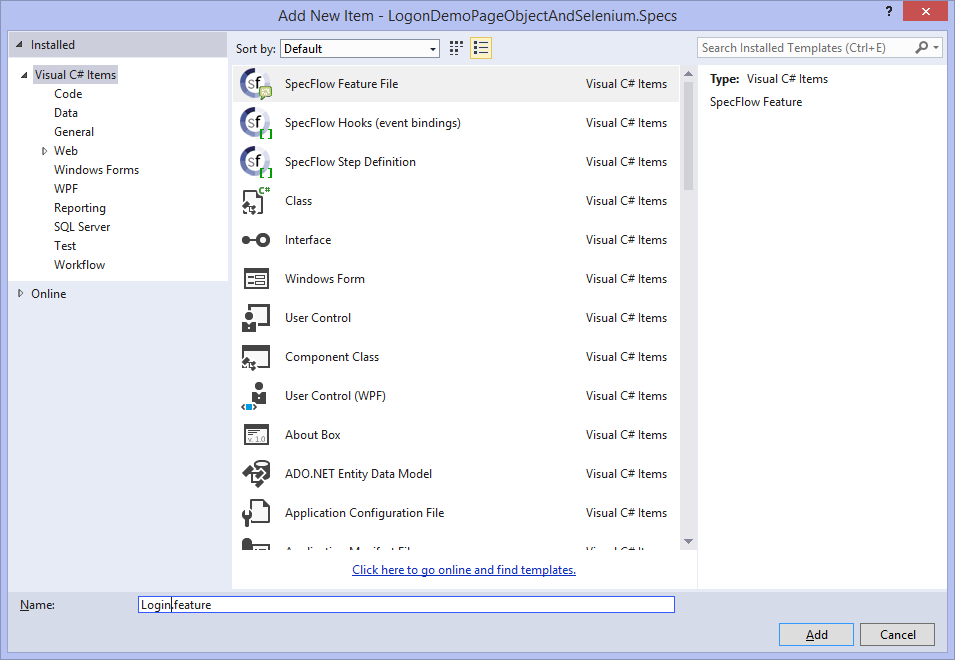 Add New Item - LogonDemoPageObjectAndSelenium.Specs
?
Installed
Visual C# Items
Code
Data
General
Web
Windows Forms
WPF
Reporting
SQL Server
Test
Workflow
Online
Sort by: Default
Search Installed Templates (Ctrl+E)
SpecFlow Feature File Visual C# Items
SpecFlow Hooks (event bindings) Visual C# Items
SpecFlow Step Definition Visual C# Items
Class Visual C# Items
Interface Visual C# Items
Windows Form Visual C# Items
User Control Visual C# Items
Component Class Visual C# Items
User Control (WPF) Visual C# Items
About Box Visual C# Items
ADO.NET Entity Data Model Visual C# Items
Application Configuration File Visual C# Items
Click here to go online and find templates.
Type: Visual C# Items
SpecFlow Feature
Name: Login.feature
Add Cancel